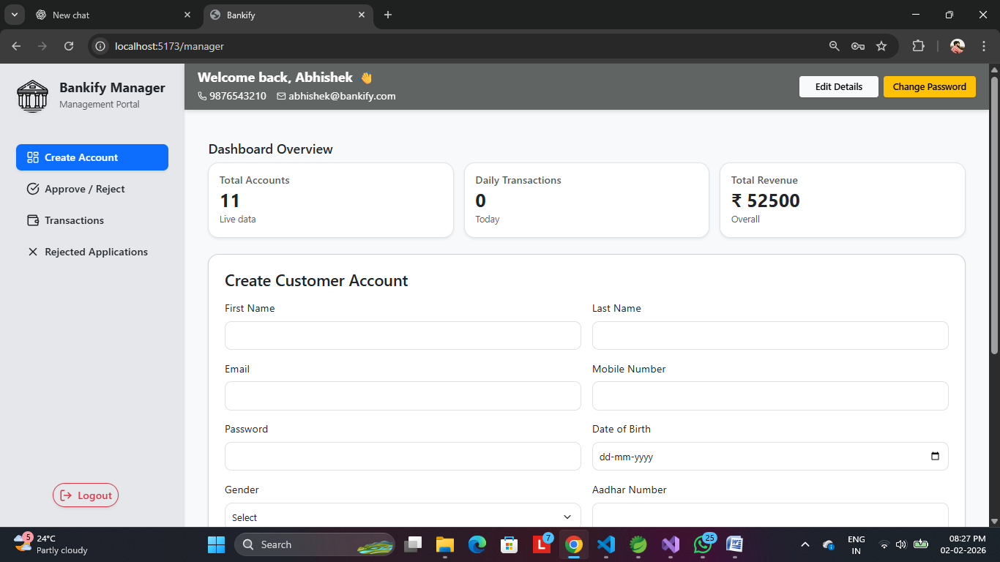 New chat
Bankify
localhost:5173/manager
Bankify Manager
Management Portal
Welcome back, Abhishek 👋
9876543210 abhishek@bankify.com
Edit Details
Change Password
Create Account
Approve / Reject
Transactions
Rejected Applications
Logout
Dashboard Overview
Total Accounts
11
Live data
Daily Transactions
0
Today
Total Revenue
₹ 52500
Overall
Create Customer Account
First Name
Last Name
Email
Mobile Number
Password
Date of Birth
dd-mm-yyyy
Gender
Aadhar Number
Select
5
24°C
Partly cloudy
Search
L
7
25
ENG
IN
08:27 PM
02-02-2026